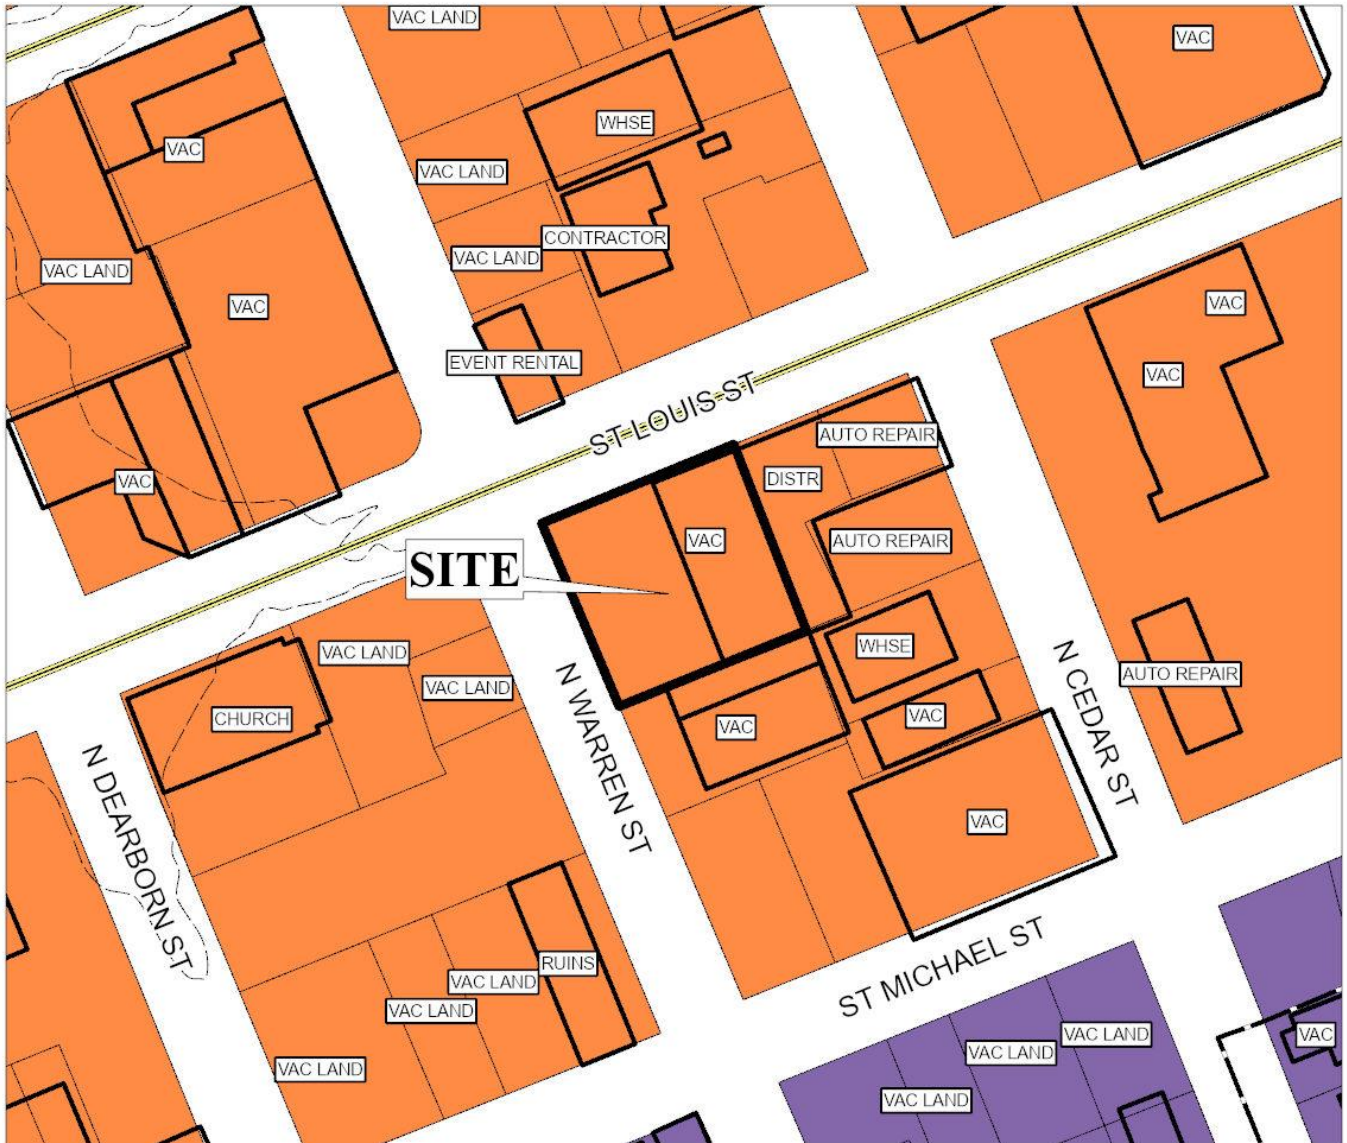 VAC LAND
VAC
WHSE
VAC
VAC LAND
CONTRACTOR
VAC LAND
VAC LAND
VAC
VAC
EVENT RENTAL
VAC
ST LOUIS ST
AUTO REPAIR
DISTR
VAC
VAC
AUTO REPAIR
SITE
WHSE
VAC LAND
AUTO REPAIR
VAC LAND
CHURCH
VAC
VAC
N WARREN ST
N CEDAR ST
N DEARBORN ST
VAC
RUINS
VAC LAND
VAC LAND
ST MICHAEL ST
VAC LAND
VAC
VAC LAND
VAC LAND
VAC LAND